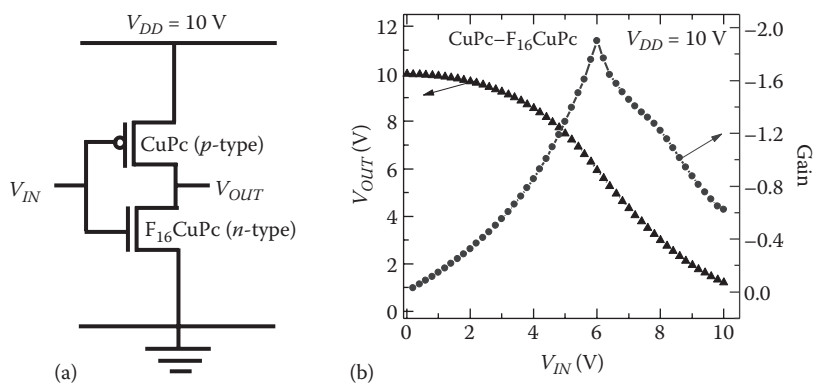 V_DD = 10 V
CuPc (p-type)
V_IN
V_OUT
F₁₆CuPc (n-type)
(a)
CuPc–F₁₆CuPc
V_DD = 10 V
12
10
8
6
4
2
0
V_OUT (V)
0
2
4
6
8
10
V_IN (V)
−2.0
−1.6
−1.2
−0.8
−0.4
0.0
Gain
(b)